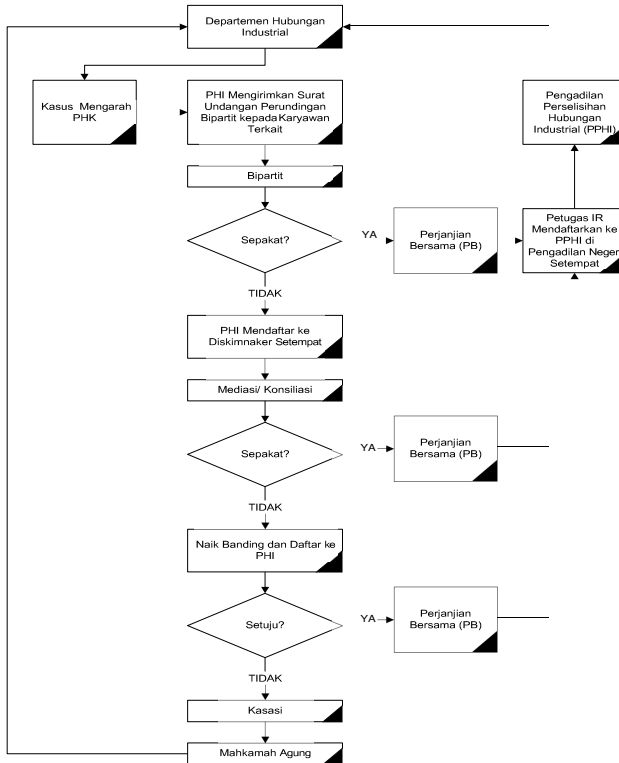 Departemen Hubungan
Industrial
Kasus Mengarah
PHK
PHI Mengirimkan Surat
Undangan Perundingan
Bipartit kepada Karyawan
Terkait
Pengadilan
Perselisihan
Hubungan
Industrial (PPHI)
Bipartit
Sepakat?
YA
Perjanjian
Bersama (PB)
Petugas IR
Mendaftarkan ke
PPHI di
Pengadilan Neger
Setempat
TIDAK
PHI Mendaftar ke
Diskimnaker Setempat
Mediasi/ Konsiliasi
Sepakat?
YA
Perjanjian
Bersama (PB)
TIDAK
Naik Banding dan Daftar ke
PHI
Setuju?
YA
Perjanjian
Bersama (PB)
TIDAK
Kasasi
Mahkamah Agung